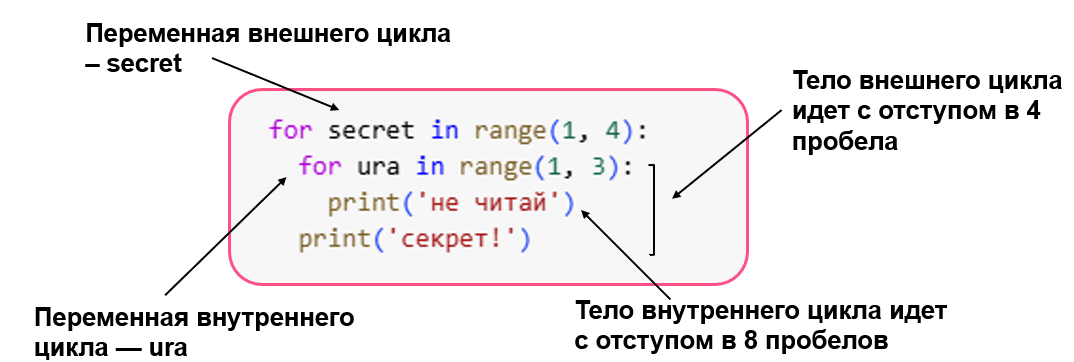 Переменная внешнего цикла
– secret
Тело внешнего цикла
идет с отступом в 4
пробела
for secret in range(1, 4):
  for ura in range(1, 3):
    print('не читай')
  print('секрет!')
Переменная внутреннего
цикла — ura
Тело внутреннего цикла идет
с отступом в 8 пробелов